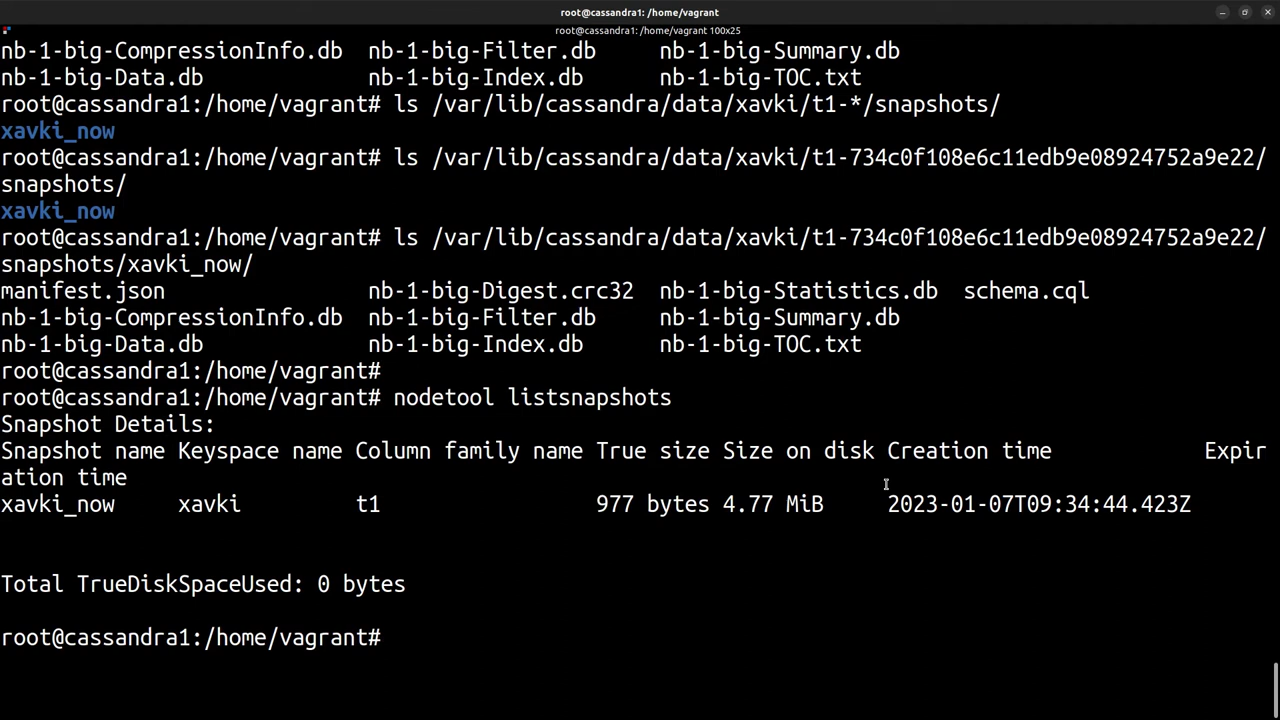 root@cassandra1: /home/vagrant
root@cassandra1: /home/vagrant 100x25
nb-1-big-CompressionInfo.db  nb-1-big-Filter.db     nb-1-big-Summary.db
nb-1-big-Data.db             nb-1-big-Index.db      nb-1-big-TOC.txt
root@cassandra1:/home/vagrant# ls /var/lib/cassandra/data/xavki/t1-*/snapshots/
xavki_now
root@cassandra1:/home/vagrant# ls /var/lib/cassandra/data/xavki/t1-734c0f108e6c11edb9e08924752a9e22/
snapshots/
xavki_now
root@cassandra1:/home/vagrant# ls /var/lib/cassandra/data/xavki/t1-734c0f108e6c11edb9e08924752a9e22/
snapshots/xavki_now/
manifest.json                nb-1-big-Digest.crc32  nb-1-big-Statistics.db  schema.cql
nb-1-big-CompressionInfo.db  nb-1-big-Filter.db     nb-1-big-Summary.db
nb-1-big-Data.db             nb-1-big-Index.db      nb-1-big-TOC.txt
root@cassandra1:/home/vagrant#
root@cassandra1:/home/vagrant# nodetool listsnapshots
Snapshot Details:
Snapshot name Keyspace name Column family name True size Size on disk Creation time            Expir
ation time
xavki_now     xavki         t1                 977 bytes 4.77 MiB     2023-01-07T09:34:44.423Z
Total TrueDiskSpaceUsed: 0 bytes
root@cassandra1:/home/vagrant#